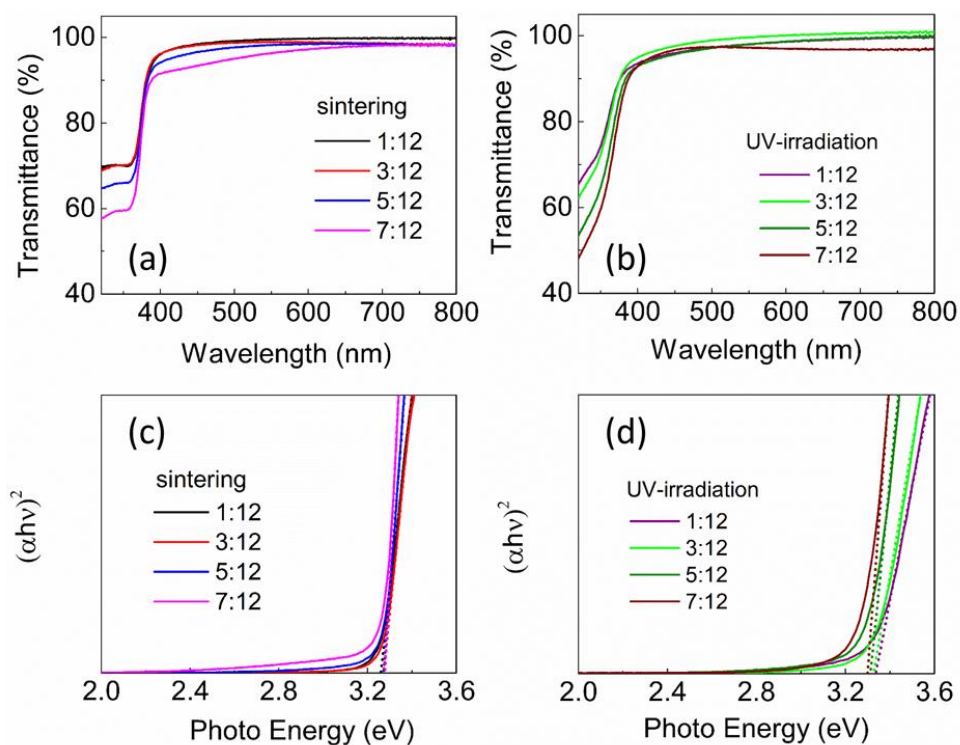 Transmittance (%)
100
80
60
40
sintering
1:12
3:12
5:12
7:12
(a)
400 500 600 700 800
Wavelength (nm)
Transmittance (%)
100
80
60
40
UV-irradiation
1:12
3:12
5:12
7:12
(b)
400 500 600 700 800
Wavelength (nm)
(αhν)²
(c)
sintering
1:12
3:12
5:12
7:12
2.0 2.4 2.8 3.2 3.6
Photo Energy (eV)
(αhν)²
(d)
UV-irradiation
1:12
3:12
5:12
7:12
2.0 2.4 2.8 3.2 3.6
Photo Energy (eV)